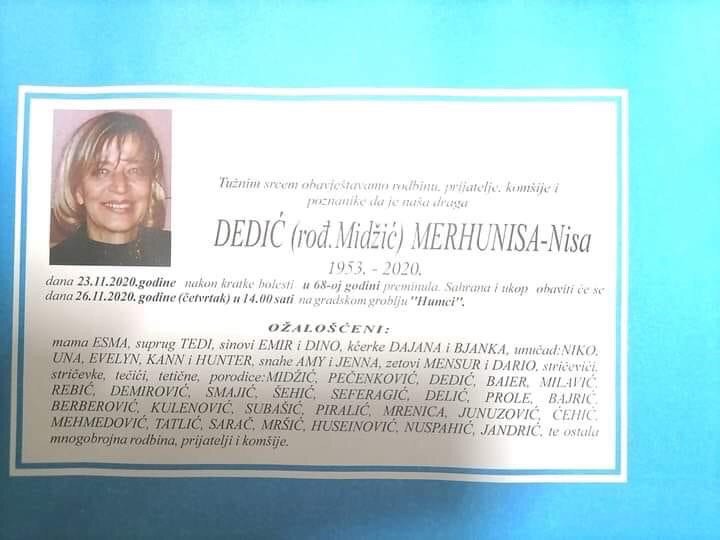 Tužnim srcem obavještavamo rodbinu, prijatelje, komšije i
poznanike da je naša draga
DEDIĆ (rođ.Midžić) MERHUNISA-Nisa
1953. - 2020.
dana 23.11.2020.godine nakon kratke bolesti u 68-oj godini preminula. Sahrana i ukop obaviti će se
dana 26.11.2020.godine (četvrtak) u 14.00 sati na gradskom groblju "Humci".
OŽALOŠĆENI:
mama ESMA, suprug TEDI, sinovi EMIR i DINO, kćerke DAJANA i BJANKA, unučad:NIKO,
UNA, EVELYN, KANN i HUNTER, snahe AMY i JENNA, zetovi MENSUR i DARIO, stričevići,
stričevke, tečići, tetične, porodice:MIDŽIĆ, PEČENKOVIĆ, DEDIĆ, BAIER, MILAVIĆ,
REBIĆ, DEMIROVIĆ, SMAJIĆ, ŠEHIĆ, SEFERAGIĆ, DELIĆ, PROLE, BAJRIĆ,
BERBEROVIĆ, KULENOVIĆ, SUBAŠIĆ, PIRALIĆ, MRENICA, JUNUZOVIĆ, ČEHIĆ,
MEHMEDOVIĆ, TATLIĆ, SARAČ, MRŠIĆ, HUSEINOVIĆ, NUSPAHIĆ, JANDRIĆ, te ostala
mnogobrojna rodbina, prijatelji i komšije.